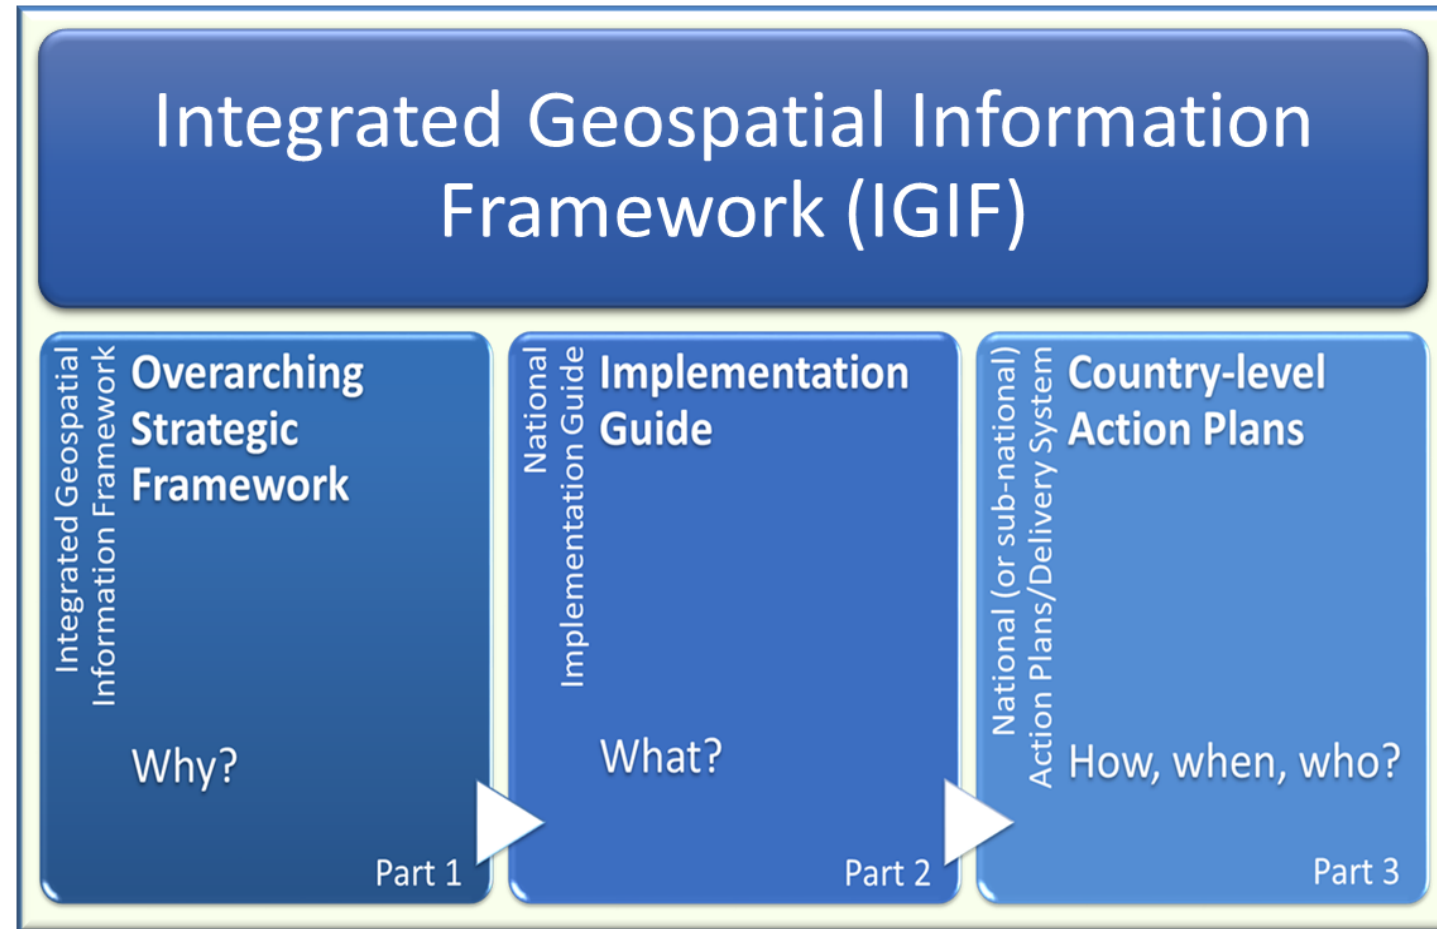 Integrated Geospatial Information
Framework (IGIF)
Integrated Geospatial
Information Framework
Overarching
Strategic
Framework
Why?
Part 1
National
Implementation Guide
Implementation
Guide
What?
Part 2
National (or sub-national)
Action Plans/Delivery System
Country-level
Action Plans
How, when, who?
Part 3